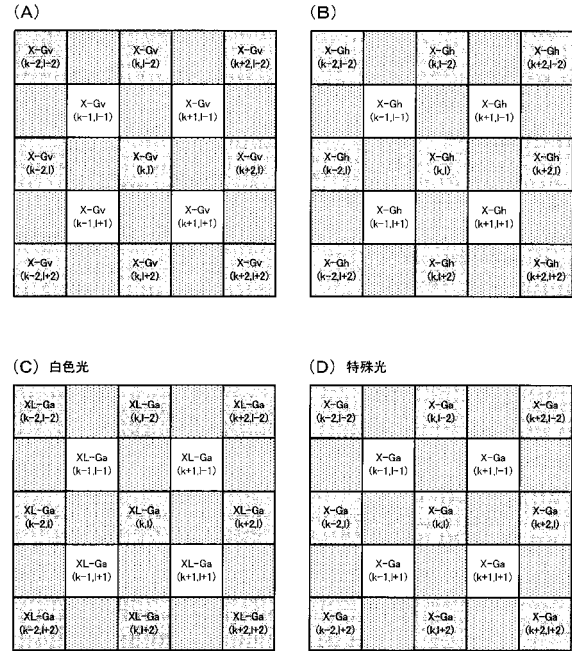 (A)
X-Gv X-Gv X-Gv
(k-2,l-2) (k,l-2) (k+2,l-2)
X-Gv X-Gv
(k-1,l-1) (k+1,l-1)
X-Gv X-Gv X-Gv
(k-2,l) (k,l) (k+2,l)
X-Gv X-Gv
(k-1,l+1) (k+1,l+1)
X-Gv X-Gv X-Gv
(k-2,l+2) (k,l+2) (k+2,l+2)
(B)
X-Gh X-Gh X-Gh
(k-2,l-2) (k,l-2) (k+2,l-2)
X-Gh X-Gh
(k-1,l-1) (k+1,l-1)
X-Gh X-Gh X-Gh
(k-2,l) (k,l) (k+2,l)
X-Gh X-Gh
(k-1,l+1) (k+1,l+1)
X-Gh X-Gh X-Gh
(k-2,l+2) (k,l+2) (k+2,l+2)
(C) 白色光
XL-Ga XL-Ga XL-Ga
(k-2,l-2) (k,l-2) (k+2,l-2)
XL-Ga XL-Ga
(k-1,l-1) (k+1,l-1)
XL-Ga XL-Ga XL-Ga
(k-2,l) (k,l) (k+2,l)
XL-Ga XL-Ga
(k-1,l+1) (k+1,l+1)
XL-Ga XL-Ga XL-Ga
(k-2,l+2) (k,l+2) (k+2,l+2)
(D) 特殊光
X-Ga X-Ga X-Ga
(k-2,l-2) (k,l-2) (k+2,l-2)
X-Ga X-Ga
(k-1,l-1) (k+1,l-1)
X-Ga X-Ga X-Ga
(k-2,l) (k,l) (k+2,l)
X-Ga X-Ga
(k-1,l+1) (k+1,l+1)
X-Ga X-Ga X-Ga
(k-2,l+2) (k,l+2) (k+2,l+2)